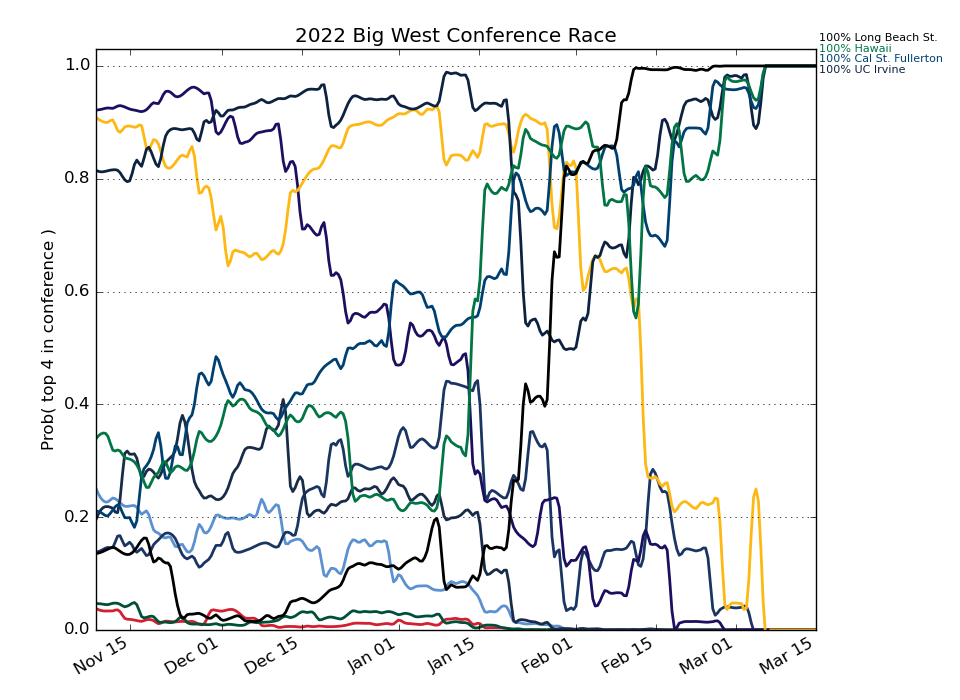 2022 Big West Conference Race
100% Long Beach St.
100% Hawaii
100% Cal St. Fullerton
100% UC Irvine
Prob( top 4 in conference )
1.0
0.8
0.6
0.4
0.2
0.0
Nov 15
Dec 01
Dec 15
Jan 01
Jan 15
Feb 01
Feb 15
Mar 01
Mar 15